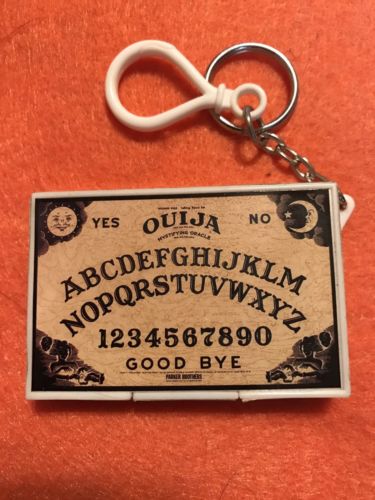 YES
OUIJA
NO
MYSTIFYING ORACLE
ABCDEFGHIJKLM
NOPQRSTUVWXYZ
1234567890
GOOD BYE
PARKER BROTHERS